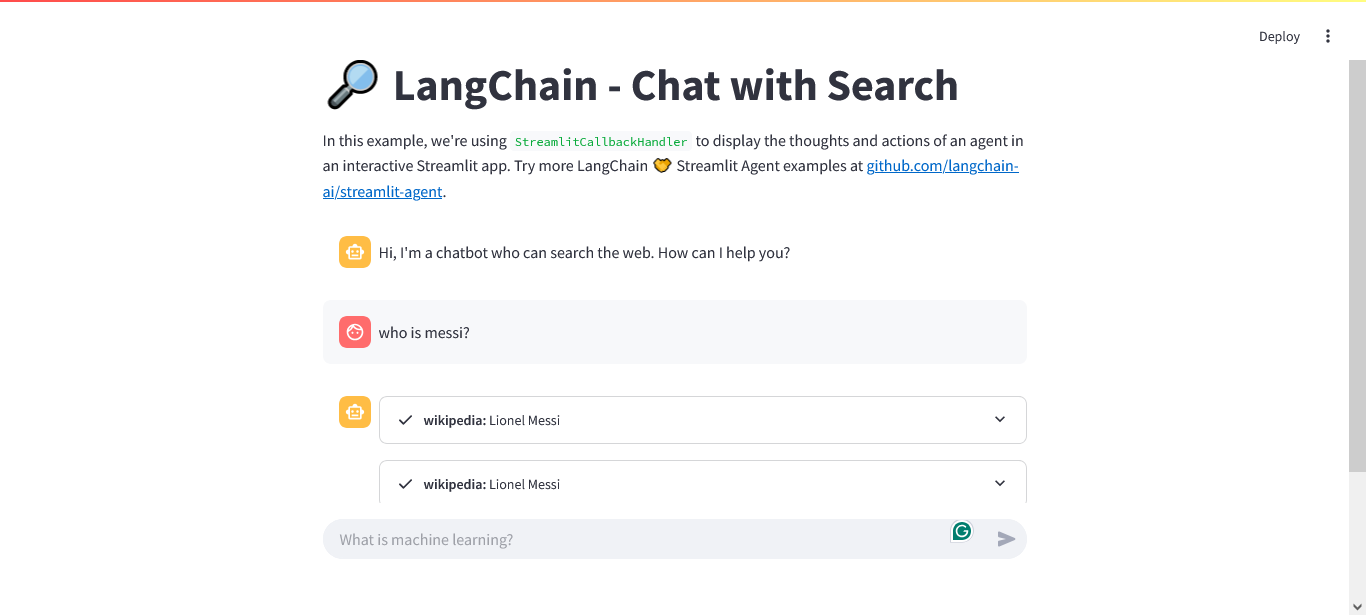 Deploy
LangChain - Chat with Search
In this example, we're using StreamlitCallbackHandler to display the thoughts and actions of an agent in
an interactive Streamlit app. Try more LangChain 🤝 Streamlit Agent examples at github.com/langchain-
ai/streamlit-agent.
Hi, I'm a chatbot who can search the web. How can I help you?
who is messi?
wikipedia: Lionel Messi
wikipedia: Lionel Messi
What is machine learning?